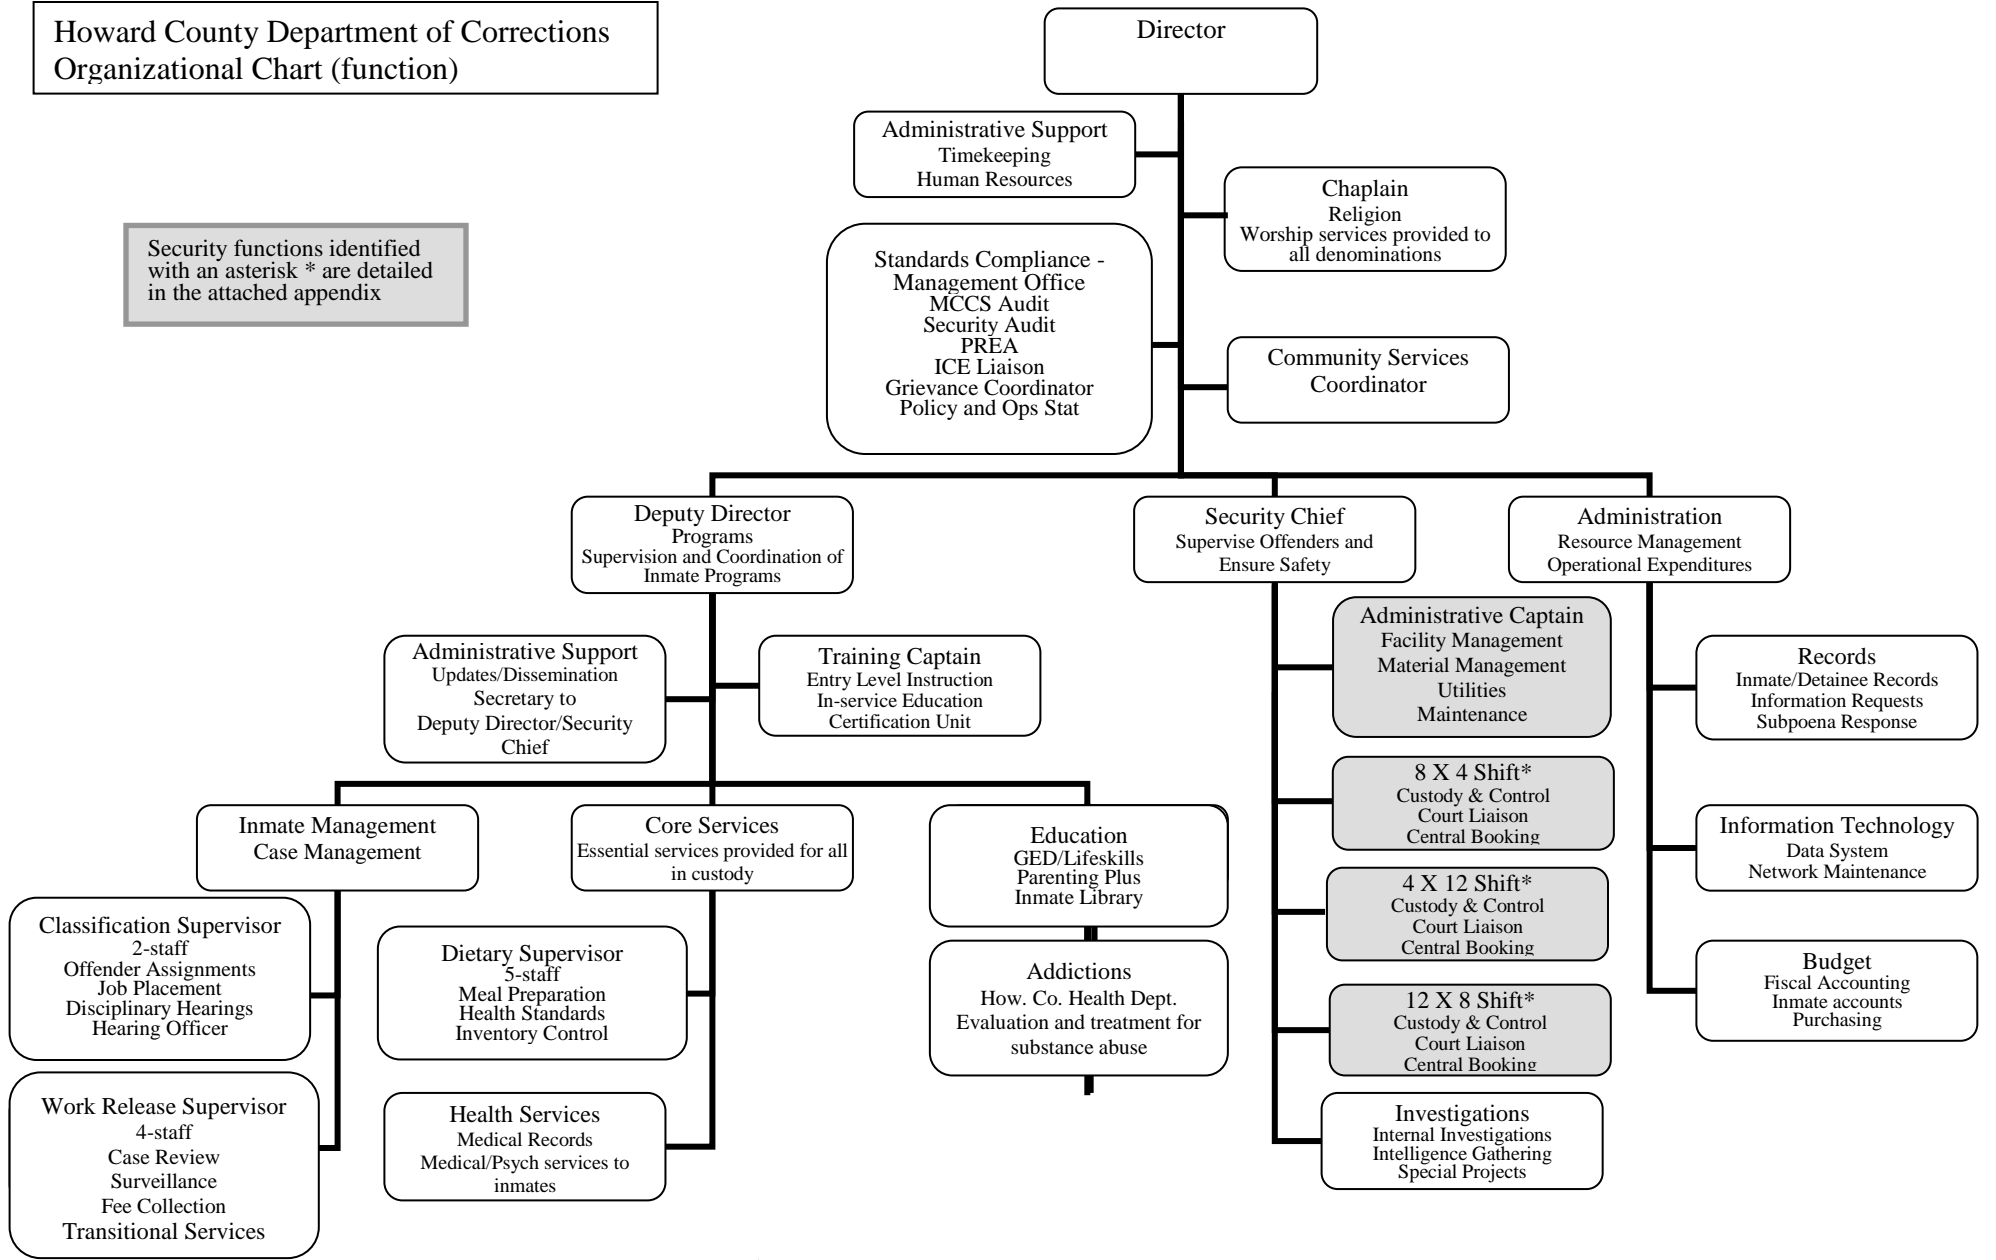 Howard County Department of Corrections
Organizational Chart (function)
Director
Administrative Support
Timekeeping
Human Resources
Chaplain
Religion
Worship services provided to
all denominations
Security functions identified
with an asterisk * are detailed
in the attached appendix
Standards Compliance -
Management Office
MCCS Audit
Security Audit
PREA
ICE Liaison
Grievance Coordinator
Policy and Ops Stat
Community Services
Coordinator
Deputy Director
Programs
Supervision and Coordination of
Inmate Programs
Security Chief
Supervise Offenders and
Ensure Safety
Administration
Resource Management
Operational Expenditures
Administrative Support
Updates/Dissemination
Secretary to
Deputy Director/Security
Chief
Training Captain
Entry Level Instruction
In-service Education
Certification Unit
Administrative Captain
Facility Management
Material Management
Utilities
Maintenance
Records
Inmate/Detainee Records
Information Requests
Subpoena Response
Inmate Management
Case Management
Core Services
Essential services provided for all
in custody
Education
GED/Lifeskills
Parenting Plus
Inmate Library
8 X 4 Shift*
Custody & Control
Court Liaison
Central Booking
Information Technology
Data System
Network Maintenance
4 X 12 Shift*
Custody & Control
Court Liaison
Central Booking
Classification Supervisor
2-staff
Offender Assignments
Job Placement
Disciplinary Hearings
Hearing Officer
Dietary Supervisor
5-staff
Meal Preparation
Health Standards
Inventory Control
Addictions
How. Co. Health Dept.
Evaluation and treatment for
substance abuse
12 X 8 Shift*
Custody & Control
Court Liaison
Central Booking
Budget
Fiscal Accounting
Inmate accounts
Purchasing
Work Release Supervisor
4-staff
Case Review
Surveillance
Fee Collection
Transitional Services
Health Services
Medical Records
Medical/Psych services to
inmates
Investigations
Internal Investigations
Intelligence Gathering
Special Projects